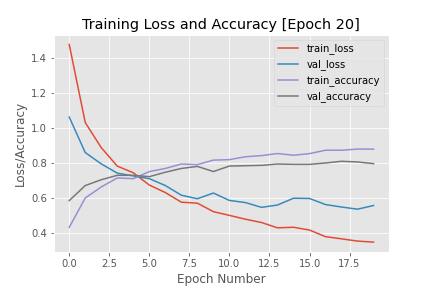 Training Loss and Accuracy [Epoch 20]
train_loss
val_loss
train_accuracy
val_accuracy
1.4
1.2
1.0
0.8
0.6
0.4
Loss/Accuracy
0.0 2.5 5.0 7.5 10.0 12.5 15.0 17.5
Epoch Number